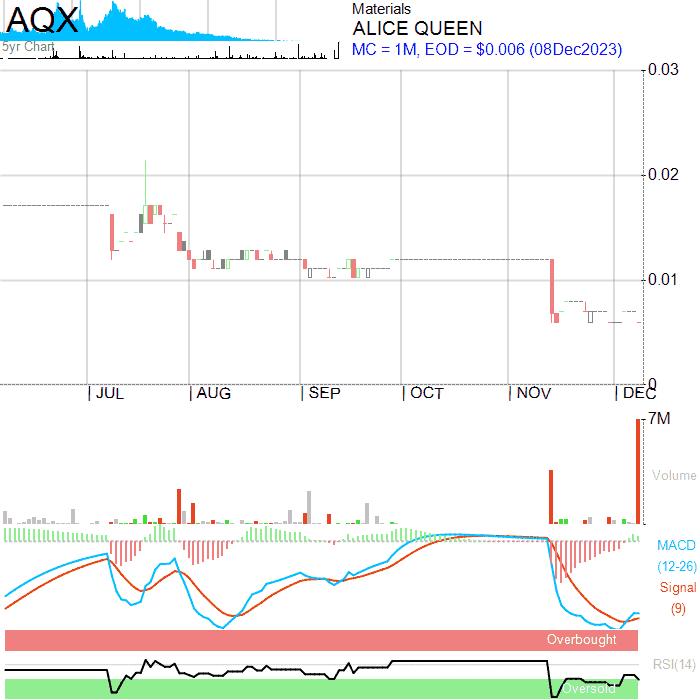 AQX
5yr Chart
Materials
ALICE QUEEN
MC = 1M, EOD = $0.006 (08Dec2023)
0.03
0.02
0.01
0
JUL AUG SEP OCT NOV DEC
7M
Volume
MACD
(12-26)
Signal
(9)
Overbought
RSI(14)
Oversold